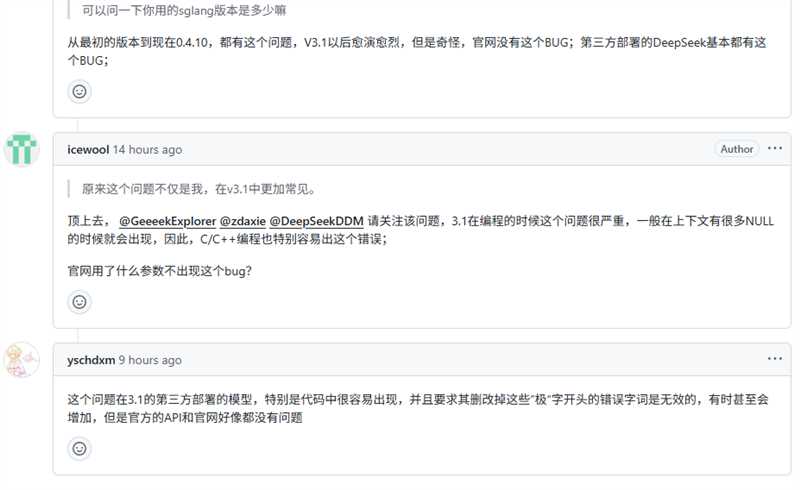 可以问一下你用的sglang版本是多少嘛
从最初的版本到现在0.4.10，都有这个问题，V3.1以后愈演愈烈，但是奇怪，官网没有这个BUG；第三方部署的DeepSeek基本都有这
个BUG；
icewool 14 hours ago Author ···
原来这个问题不仅是我，在v3.1中更加常见。
顶上去， @GeeeekExplorer @zdaxie @DeepSeekDDM 请关注该问题，3.1在编程的时候这个问题很严重，一般在上下文有很多NULL
的时候就会出现，因此，C/C++编程也特别容易出这个错误；
官网用了什么参数不出现这个bug？
yschdxm 9 hours ago ···
这个问题在3.1的第三方部署的模型，特别是代码中很容易出现，并且要求其删改掉这些“极”字开头的错误字词是无效的，有时甚至会
增加，但是官方的API和官网好像都没有问题